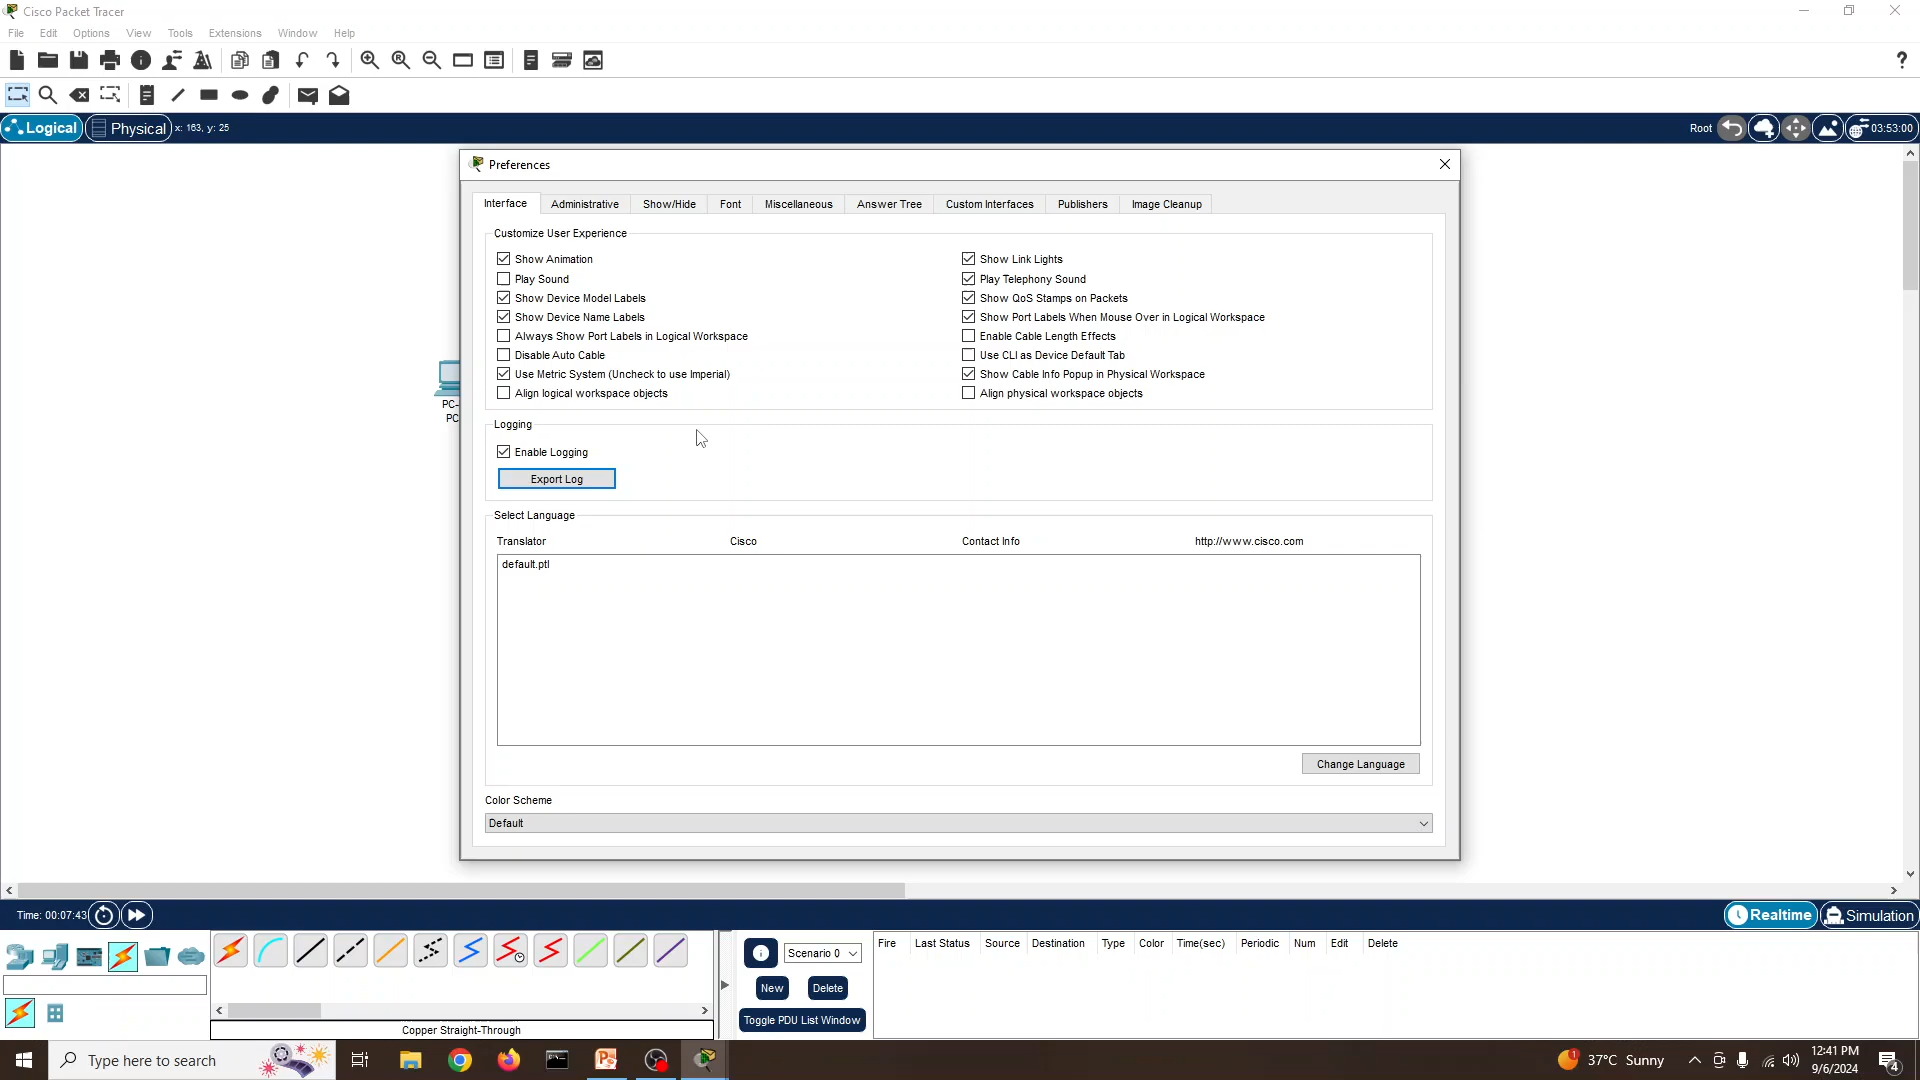 Cisco Packet Tracer
File Edit Options View Tools Extensions Window Help
Logical Physical x: 163, y: 25 Root 03:53:00
Preferences
Interface Administrative Show/Hide Font Miscellaneous Answer Tree Custom Interfaces Publishers Image Cleanup
Customize User Experience
Show Animation Show Link Lights
Play Sound Play Telephony Sound
Show Device Model Labels Show QoS Stamps on Packets
Show Device Name Labels Show Port Labels When Mouse Over in Logical Workspace
Always Show Port Labels in Logical Workspace Enable Cable Length Effects
Disable Auto Cable Use CLI as Device Default Tab
Use Metric System (Uncheck to use Imperial) Show Cable Info Popup in Physical Workspace
Align logical workspace objects Align physical workspace objects
PC-
PC
Logging
Enable Logging
Export Log
Select Language
Translator Cisco Contact Info http://www.cisco.com
default.ptl
Change Language
Color Scheme
Default
Time: 00:07:43 Realtime Simulation
Scenario 0 Fire Last Status Source Destination Type Color Time(sec) Periodic Num Edit Delete
New Delete
Toggle PDU List Window
Copper Straight-Through
Type here to search 37°C Sunny 12:41 PM
9/6/2024 4